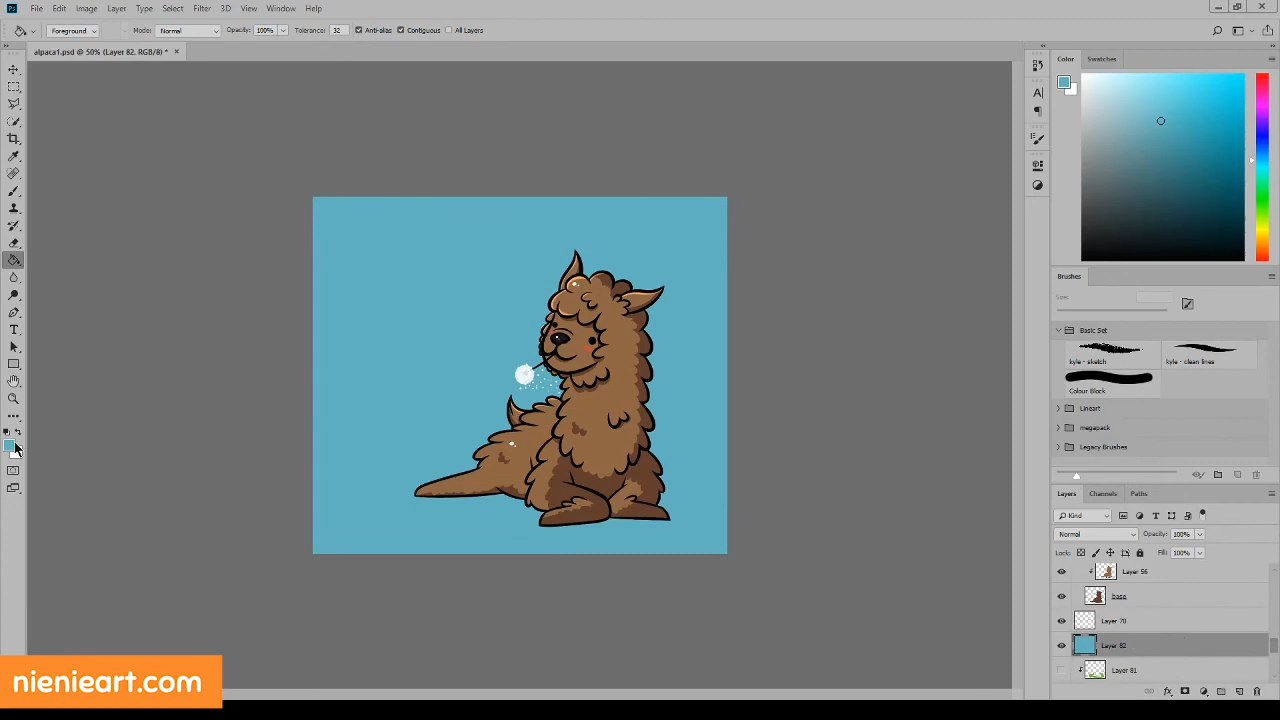 Ps File Edit Image Layer Type Select Filter 3D View Window Help
Foreground Mode: Normal Opacity: 100% Tolerance: 32 Anti-alias Contiguous All Layers
alpaca1.psd @ 50% (Layer 82, RGB/8) *
Color Swatches
Brushes
Size:
Basic Set
kyle - sketch kyle - clean lines
Colour Block
Lineart
megapack
Legacy Brushes
Layers Channels Paths
Kind
Normal Opacity: 100%
Lock: Fill: 100%
Layer 56
base
Layer 70
Layer 82
Layer 81
nienieart.com